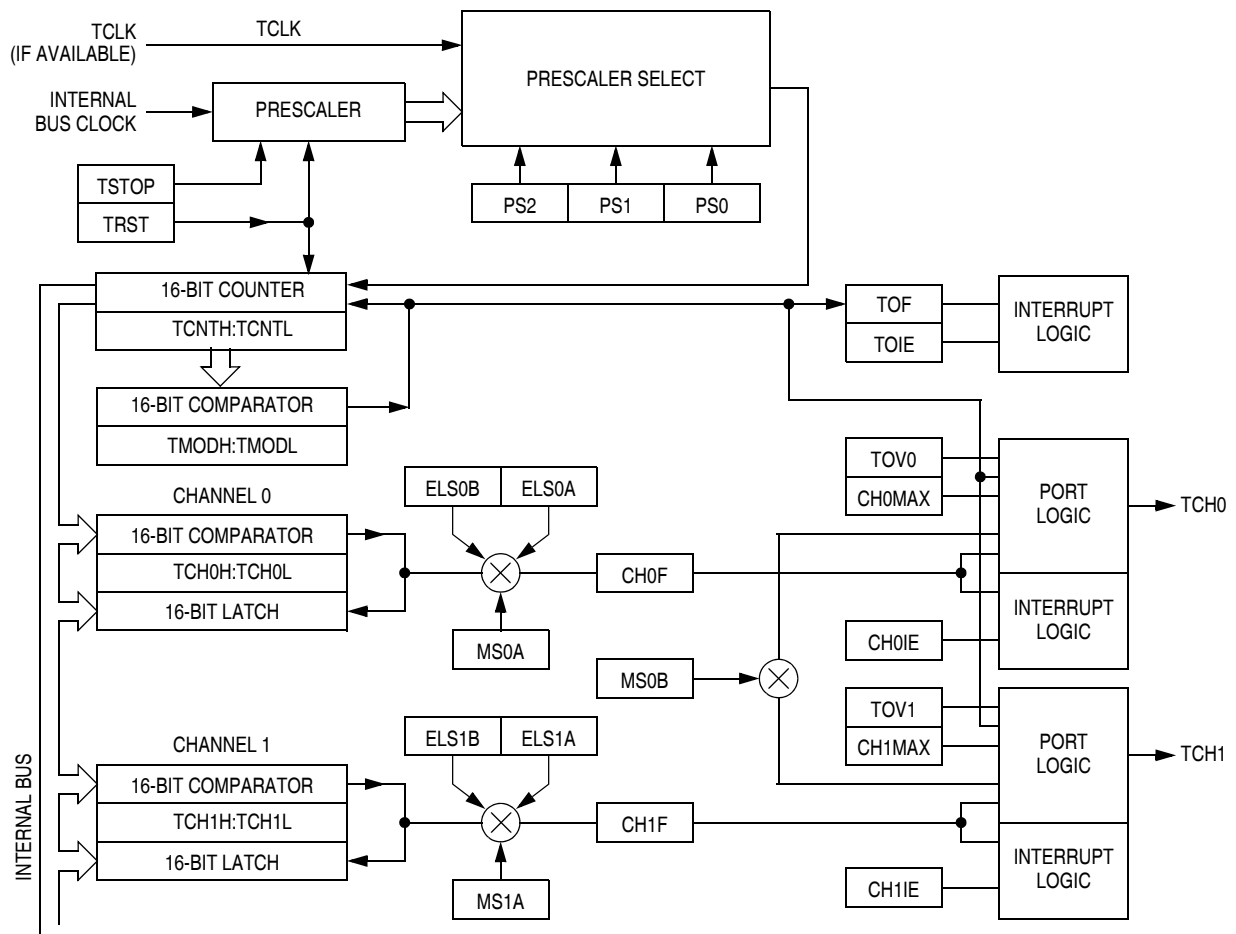 TCLK
(IF AVAILABLE)
TCLK
PRESCALER SELECT
INTERNAL
BUS CLOCK
PRESCALER
TSTOP
TRST
PS2
PS1
PS0
16-BIT COUNTER
TCNTH:TCNTL
TOF
TOIE
INTERRUPT
LOGIC
16-BIT COMPARATOR
TMODH:TMODL
CHANNEL 0
16-BIT COMPARATOR
TCH0H:TCH0L
16-BIT LATCH
ELS0B
ELS0A
MS0A
CH0F
TOV0
CH0MAX
PORT
LOGIC
TCH0
INTERRUPT
LOGIC
CH0IE
MS0B
CHANNEL 1
16-BIT COMPARATOR
TCH1H:TCH1L
16-BIT LATCH
ELS1B
ELS1A
MS1A
CH1F
TOV1
CH1MAX
PORT
LOGIC
TCH1
INTERRUPT
LOGIC
CH1IE
INTERNAL BUS